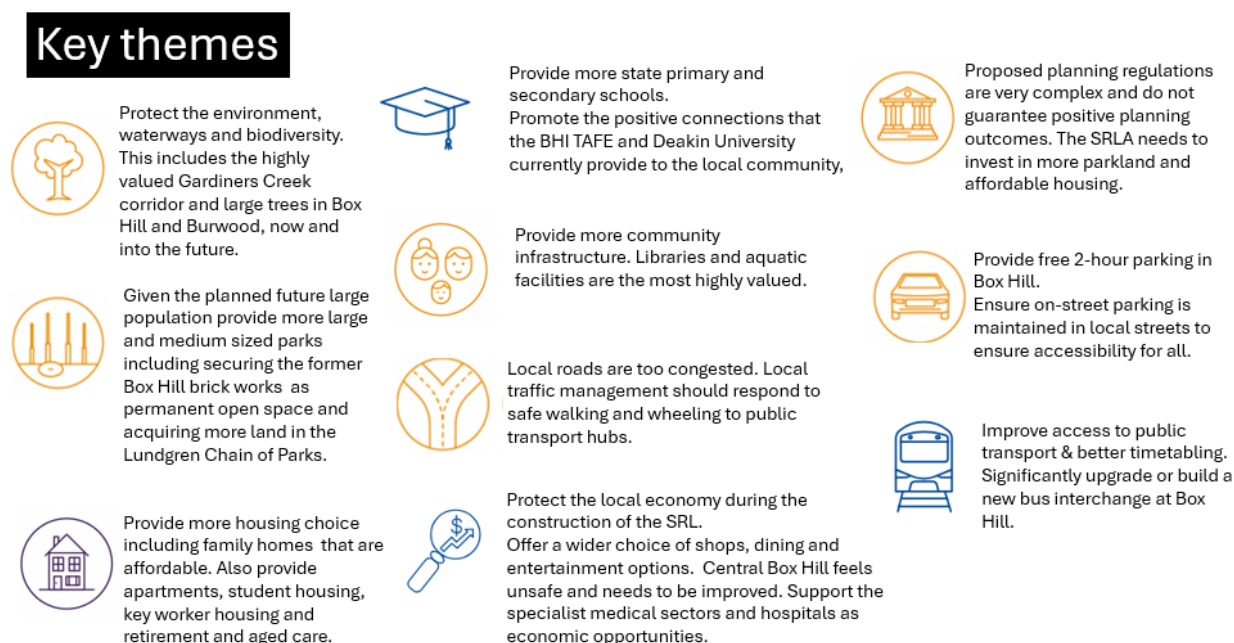 Key themes
Protect the environment,
waterways and biodiversity.
This includes the highly
valued Gardiners Creek
corridor and large trees in Box
Hill and Burwood, now and
into the future.
Given the planned future large
population provide more large
and medium sized parks
including securing the former
Box Hill brick works as
permanent open space and
acquiring more land in the
Lundgren Chain of Parks.
Provide more housing choice
including family homes that are
affordable. Also provide
apartments, student housing,
key worker housing and
retirement and aged care.
Provide more state primary and
secondary schools.
Promote the positive connections that
the BHI TAFE and Deakin University
currently provide to the local community,
Provide more community
infrastructure. Libraries and aquatic
facilities are the most highly valued.
Local roads are too congested. Local
traffic management should respond to
safe walking and wheeling to public
transport hubs.
$
Protect the local economy during the
construction of the SRL.
Offer a wider choice of shops, dining and
entertainment options. Central Box Hill feels
unsafe and needs to be improved. Support the
specialist medical sectors and hospitals as
economic opportunities.
Proposed planning regulations
are very complex and do not
guarantee positive planning
outcomes. The SRLA needs to
invest in more parkland and
affordable housing.
Provide free 2-hour parking in
Box Hill.
Ensure on-street parking is
maintained in local streets to
ensure accessibility for all.
Improve access to public
transport & better timetabling.
Significantly upgrade or build a
new bus interchange at Box
Hill.